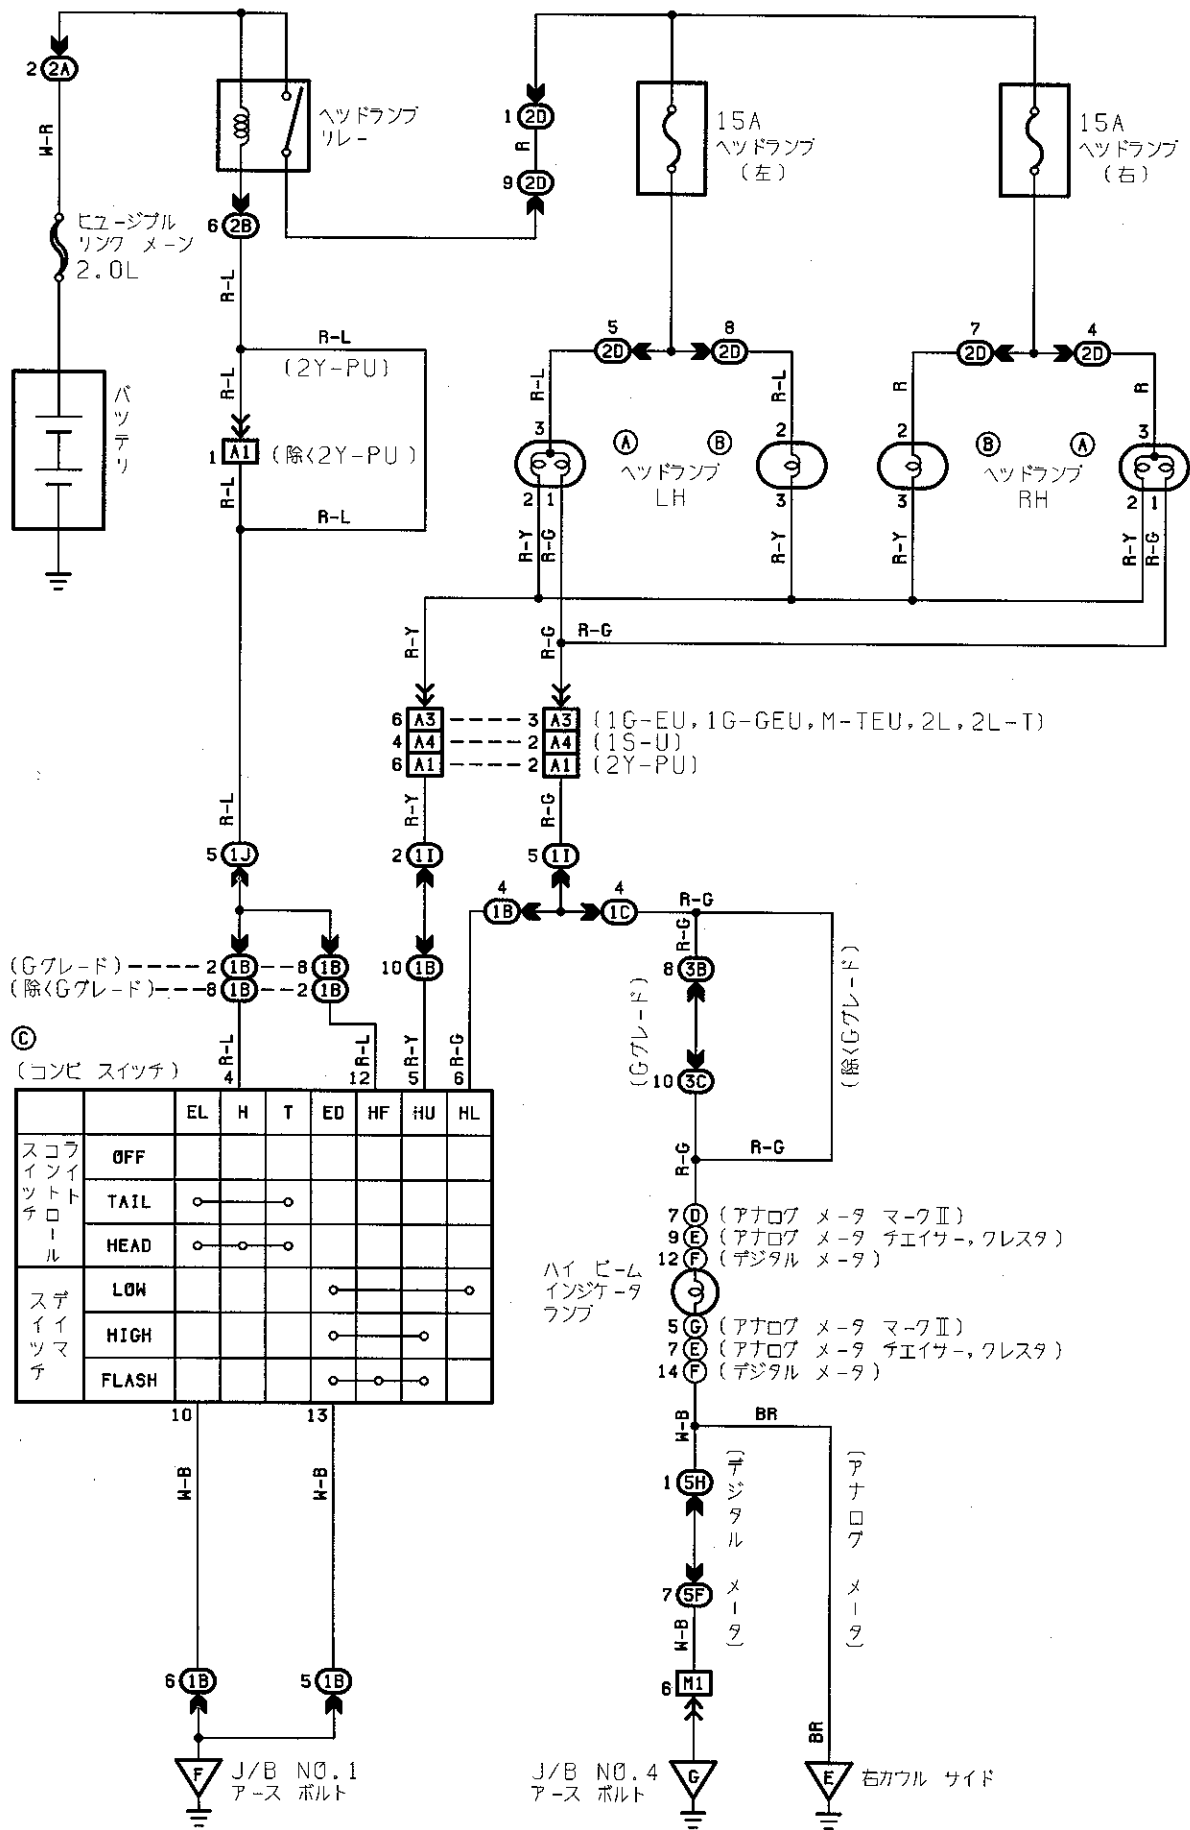 2 2A
W-R
ヒュージブル
リンク メーン
2.0L
バッテリ
ヘッドランプ
リレー
6 2B
R-L
R-L
(2Y-PU)
R-L
1 A1 (除く2Y-PU)
R-L
R-L
R-L
5 1J
1 2D
R
9 2D
15A
ヘッドランプ
(左)
15A
ヘッドランプ
(右)
5 8 7 4
2D 2D 2D 2D
R-L R-L R R
3 A B 2 2 B A 3
ヘッドランプ
LH
ヘッドランプ
RH
2 1 3 3 2 1
R-Y R-G R-Y R-Y R-Y R-G
R-Y R-G R-G
6 A3 3 A3 (1G-EU,1G-GEU,M-TEU,2L,2L-T)
4 A4 2 A4 (1S-U)
6 A1 2 A1 (2Y-PU)
R-Y R-G
2 1I 5 1I
4 4
1B 1C
R-G
R-G
(Gグレード) 2 1B 8 1B 10 1B
(除くGグレード) 8 1B 2 1B
8 3B
(Gグレード)
(除くGグレード)
10 3C
R-G
R-G
C
(コンビ スイッチ)
R-L R-L R-Y R-G
4 12 5 6
EL H T ED HF HU HL
ライト
コントロール
スイッチ
OFF
TAIL
HEAD
ディマ
スイッチ
LOW
HIGH
FLASH
10 13
W-B W-B
6 1B 5 1B
F J/B NO.1
アース ボルト
7 D (アナログ メータ マークⅡ)
9 E (アナログ メータ チェイサー,クレスタ)
12 F (デジタル メータ)
ハイ ビーム
インジケータ
ランプ
5 G (アナログ メータ マークⅡ)
7 E (アナログ メータ チェイサー,クレスタ)
14 F (デジタル メータ)
W-B BR
1 5H
(デジタル メータ)
(アナログ メータ)
7 5F
W-B
6 M1
BR
G J/B NO.4
アース ボルト
E 右カウル サイド